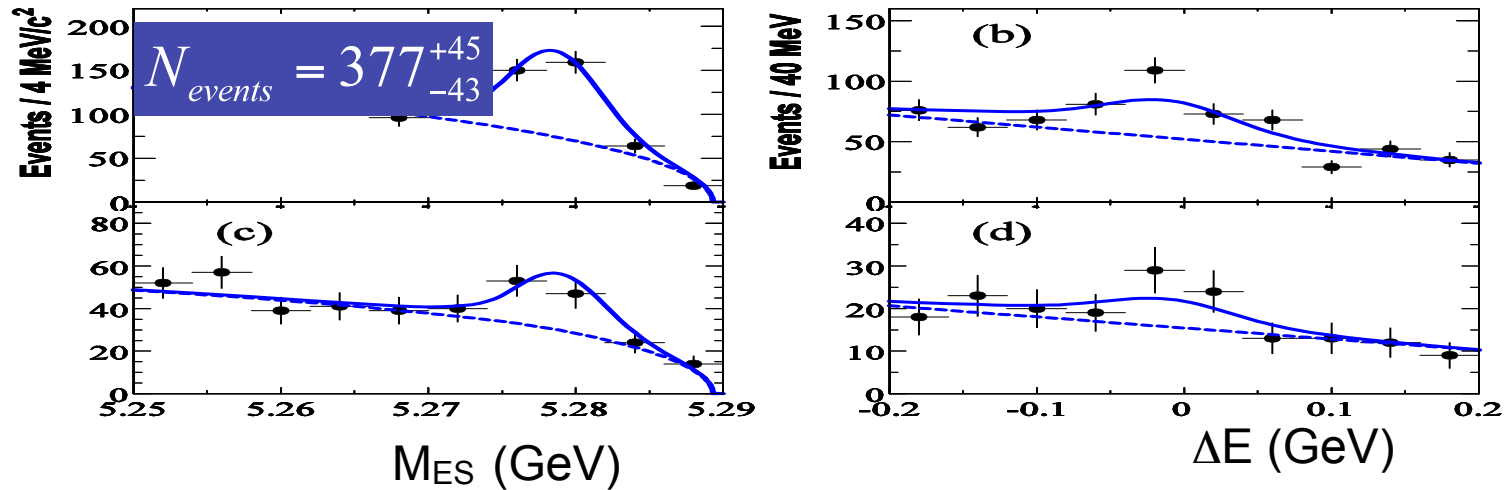 Events / 4 MeV/c²
200
150
100
50
0
N_events = 377 +45 −43
Events / 40 MeV
150
100
50
0
(b)
80
60
40
20
0
(c)
5.25 5.26 5.27 5.28 5.29
M_ES (GeV)
40
30
20
10
0
(d)
-0.2 -0.1 0 0.1 0.2
ΔE (GeV)